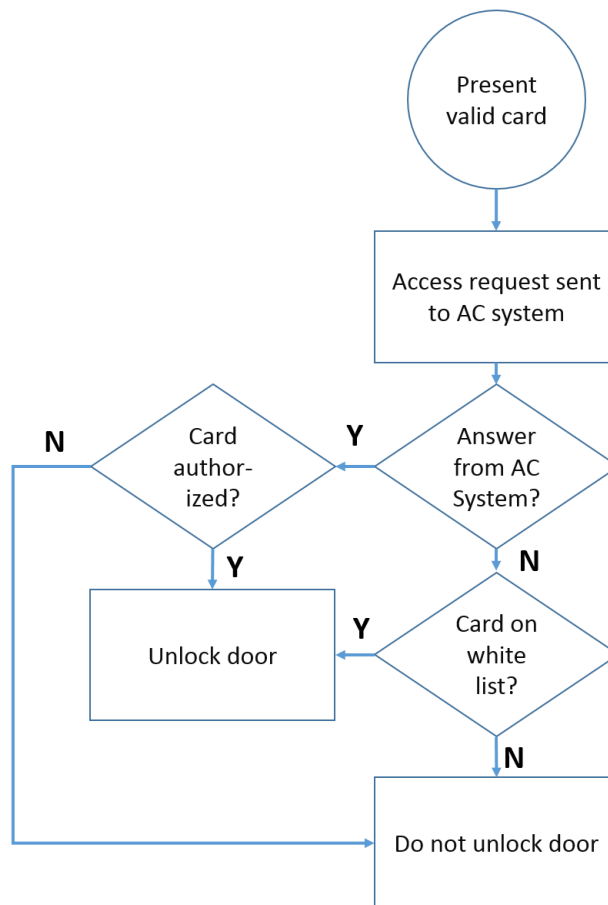 Present
valid card
Access request sent
to AC system
N
Card
author-
ized?
Y
Answer
from AC
System?
Y
N
Unlock door
Y
Card on
white
list?
N
Do not unlock door